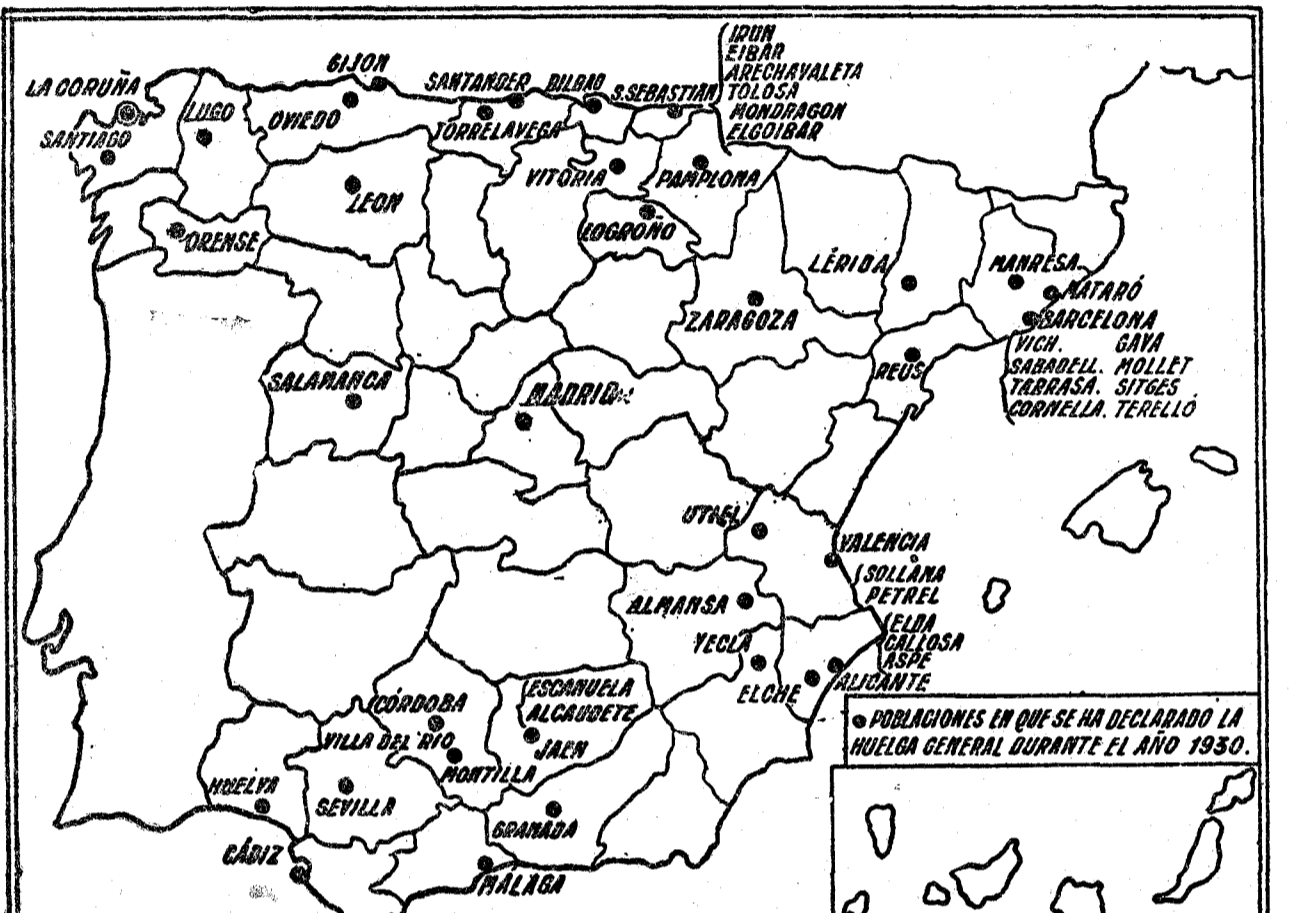 IRUN
EIBAR
ARECHAVALETA
TOLOSA
MONDRAGON
ELGOIBAR
GIJON
LA CORUÑA
SANTANDER
BILBAO
S.SEBASTIAN
LUGO
OVIEDO
TORRELAVEGA
SANTIAGO
VITORIA
PAMPLONA
LEON
LOGROÑO
ORENSE
LÉRIDA
MANRESA
MATARÓ
ZARAGOZA
BARCELONA
VICH. GAVA
SABADELL. MOLLET
TARRASA. SITGES
CORNELLA. TERELLÓ
REUS
SALAMANCA
MADRID
UTIEL
VALENCIA
SOLLANA
PETREL
ALMANSA
ELDA
CALLOSA
ASPE
ALICANTE
YECLA
ELCHE
ESCAÑUELA
ALCAUDETE
JAEN
CÓRDOBA
VILLA DEL RIO
MONTILLA
HUELVA
SEVILLA
GRANADA
CÁDIZ
MÁLAGA
POBLACIONES EN QUE SE HA DECLARADO LA
HUELGA GENERAL DURANTE EL AÑO 1930.